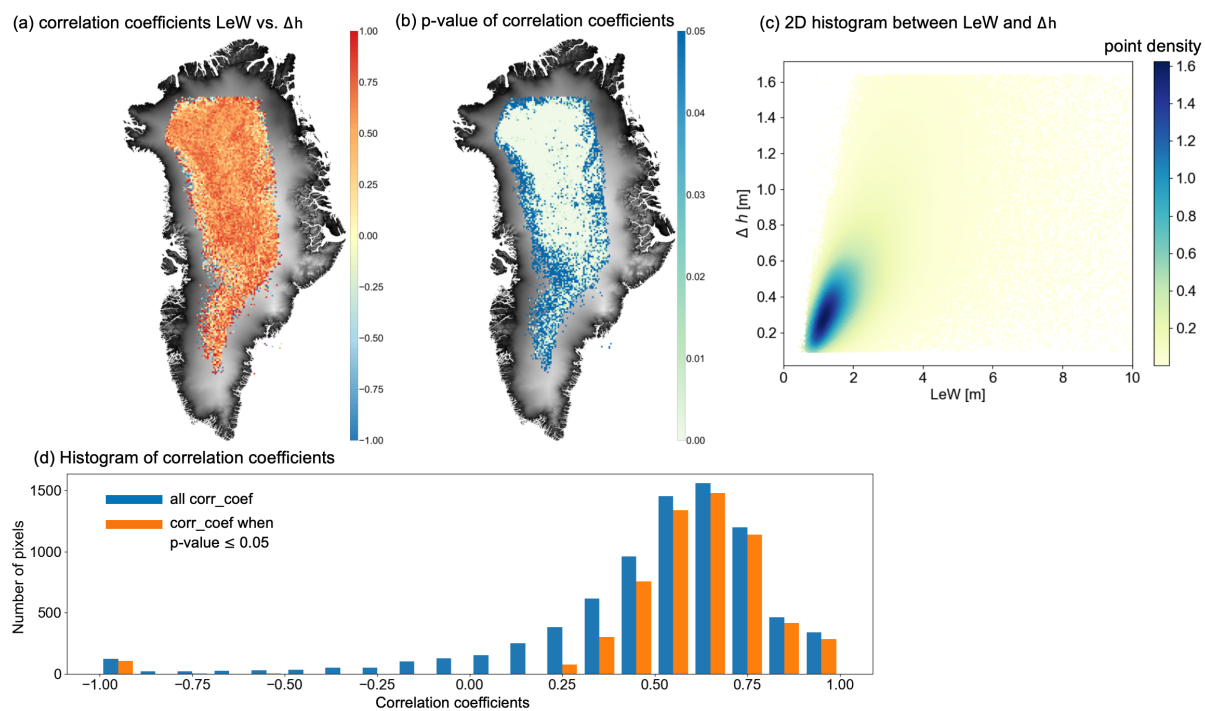 (a) correlation coefficients LeW vs. Δh
(b) p-value of correlation coefficients
(c) 2D histogram between LeW and Δh
1.00
0.75
0.50
0.25
0.00
−0.25
−0.50
−0.75
−1.00
0.05
0.04
0.03
0.02
0.01
0.00
point density
1.6
1.4
1.2
1.0
0.8
0.6
0.4
0.2
Δ h [m]
0 2 4 6 8 10
LeW [m]
1.6
1.4
1.2
1.0
0.8
0.6
0.4
0.2
(d) Histogram of correlation coefficients
1500
1000
500
0
Number of pixels
all corr_coef
corr_coef when
p-value ≤ 0.05
−1.00 −0.75 −0.50 −0.25 0.00 0.25 0.50 0.75 1.00
Correlation coefficients